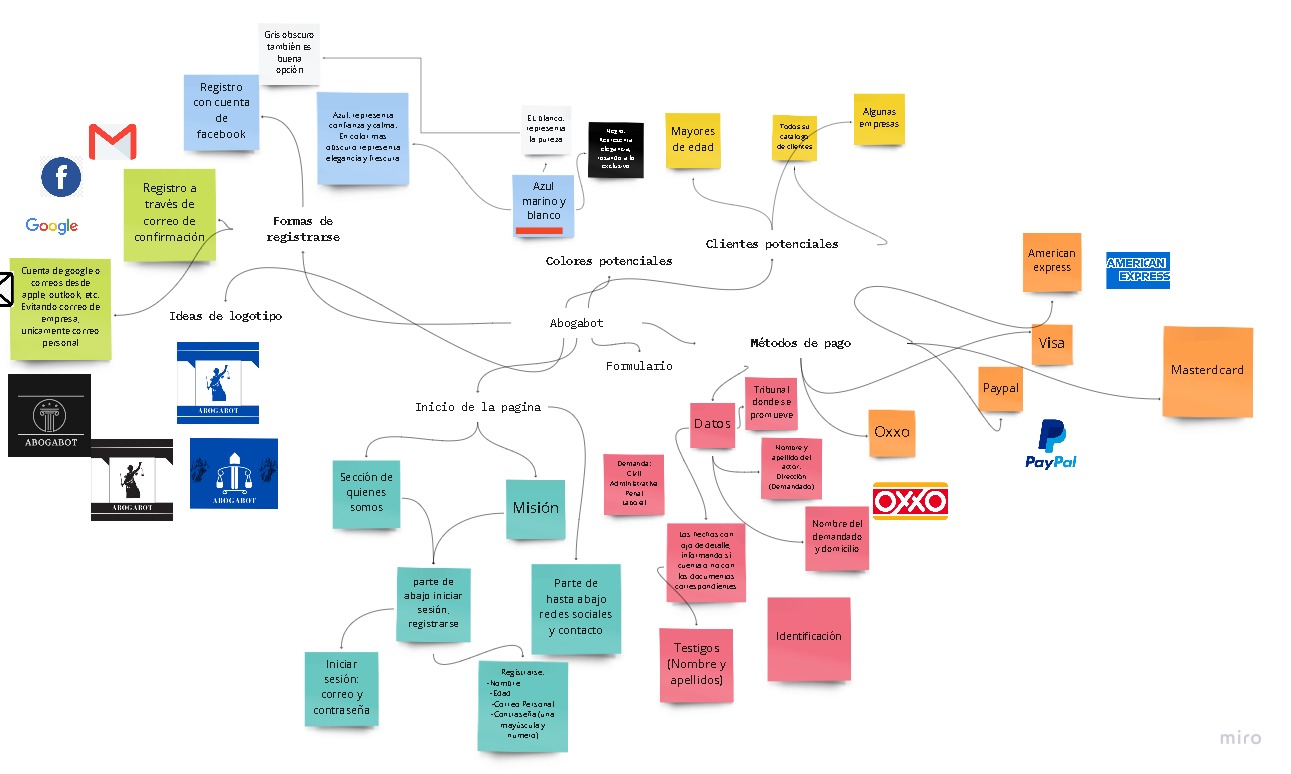 Gris obscuro
también es
buena
opción
Registro
con cuenta
de
facebook
Azul. representa
confianza y calma.
En color mas
obscuro representa
elegancia y frescura
EL blanco.
representa
la pureza
Negro.
Representa
elegancia,
rosando a lo
exclusivo
Azul
marino y
blanco
Mayores
de edad
Todos su
catalogo
de clientes
Algunas
empresas
Google
Registro a
través de
correo de
confirmación
Formas de
registrarse
Cuenta de google o
correos desde
apple, outlook, etc.
Evitando correo de
empresa,
unicamente correo
personal
Clientes potenciales
Colores potenciales
American
express
AMERICAN
EXPRESS
Ideas de logotipo
Abogabot
Formulario
Métodos de pago
Visa
Masterdcard
Paypal
PayPal
Oxxo
OXXO
ABOGABOT
ABOGABOT
ABOGABOT
ABOGABOT
Inicio de la pagina
Sección de
quienes
somos
Misión
parte de
abajo iniciar
sesión,
registrarse
Parte de
hasta abajo
redes sociales
y contacto
Iniciar
sesión:
correo y
contraseña
Registrarse.
-Nombre
-Edad
-Correo Personal
-Contraseña (una
mayúscula y
numero)
Datos
Tribunal
donde se
promueve
Nombre y
apellido del
actor.
Dirección
(Demandado)
Demanda:
Civil
Administrativa
Penal
Laboral
Nombre del
demandado
y domicilio
Los hechos con
ojo de detalle,
informando si
cuenta o no con
los documentos
correspondientes
Testigos
(Nombre y
apellidos)
Identificación
miro